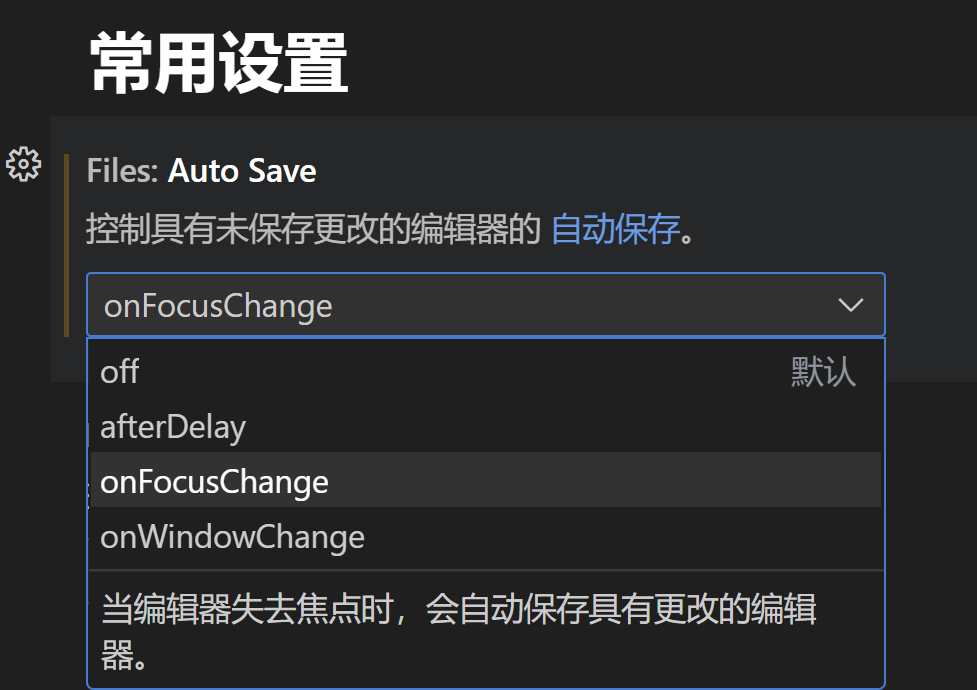 常用设置
Files: Auto Save
控制具有未保存更改的编辑器的 自动保存。
onFocusChange
off 默认
afterDelay
onFocusChange
onWindowChange
当编辑器失去焦点时，会自动保存具有更改的编辑
器。